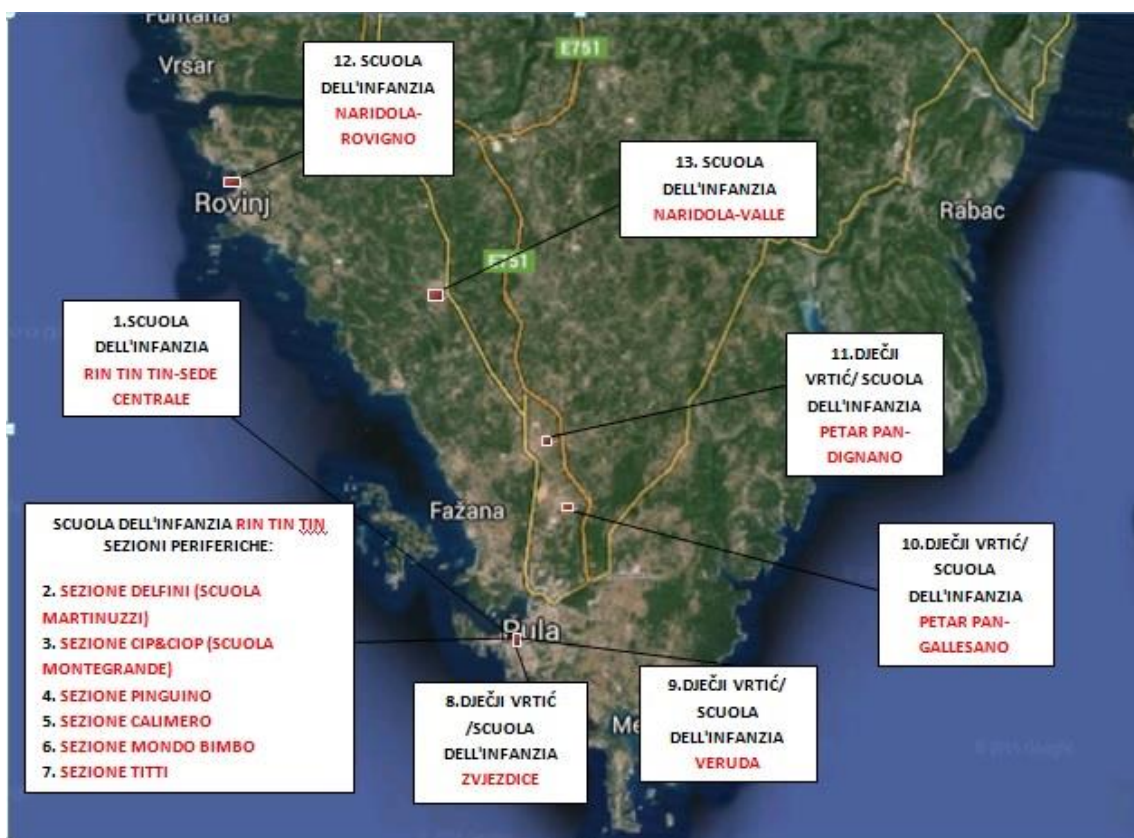 Funtana
Vrsar
E751
12. SCUOLA
DELL'INFANZIA
NARIDOLA-
ROVIGNO
Rovinj
13. SCUOLA
DELL'INFANZIA
NARIDOLA-VALLE
Rabac
E751
1.SCUOLA
DELL'INFANZIA
RIN TIN TIN-SEDE
CENTRALE
11.DJEČJI
VRTIĆ/ SCUOLA
DELL'INFANZIA
PETAR PAN-
DIGNANO
Fažana
SCUOLA DELL'INFANZIA RIN TIN TIN
SEZIONI PERIFERICHE:
2. SEZIONE DELFINI (SCUOLA
MARTINUZZI)
3. SEZIONE CIP&CIOP (SCUOLA
MONTEGRANDE)
4. SEZIONE PINGUINO
5. SEZIONE CALIMERO
6. SEZIONE MONDO BIMBO
7. SEZIONE TITTI
10.DJEČJI VRTIĆ/
SCUOLA
DELL'INFANZIA
PETAR PAN-
GALLESANO
Pula
8.DJEČJI VRTIĆ
/SCUOLA
DELL'INFANZIA
ZVJEZDICE
9.DJEČJI VRTIĆ/
SCUOLA
DELL'INFANZIA
VERUDA